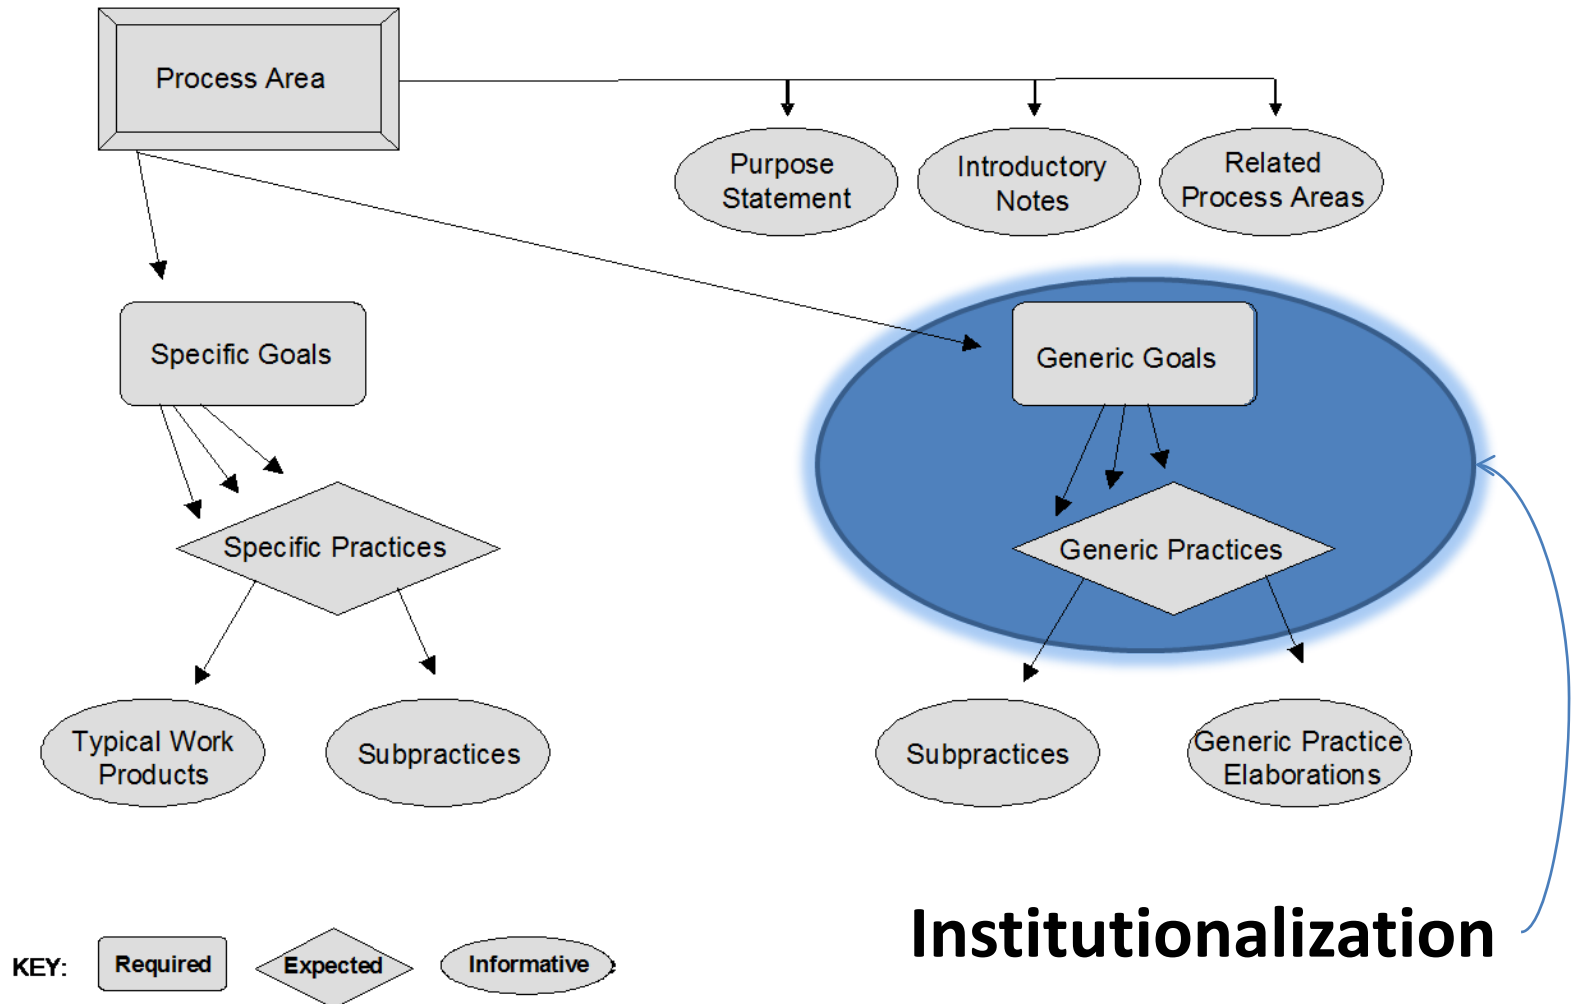 Process Area
Purpose
Statement
Introductory
Notes
Related
Process Areas
Specific Goals
Generic Goals
Specific Practices
Generic Practices
Typical Work
Products
Subpractices
Subpractices
Generic Practice
Elaborations
Institutionalization
KEY:
Required
Expected
Informative